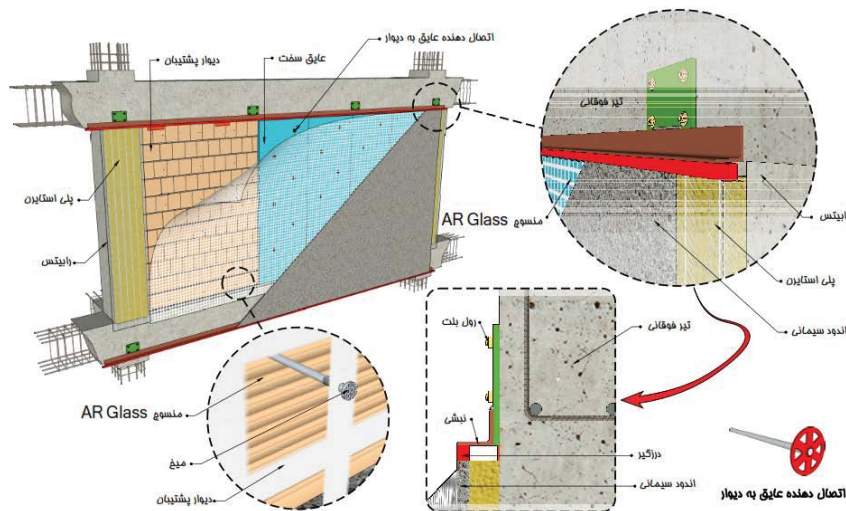 اتصال دهنده عایق به دیوار
عایق سخت
دیوار پشتیبان
پلی استایرن
رابیتس
تیر فوقانی
منسوج AR Glass
رابیتس
پلی استایرن
اندود سیمانی
منسوج AR Glass
میخ
دیوار پشتیبان
رول بلت
تیر فوقانی
نبشی
درزگیر
اندود سیمانی
اتصال دهنده عایق به دیوار